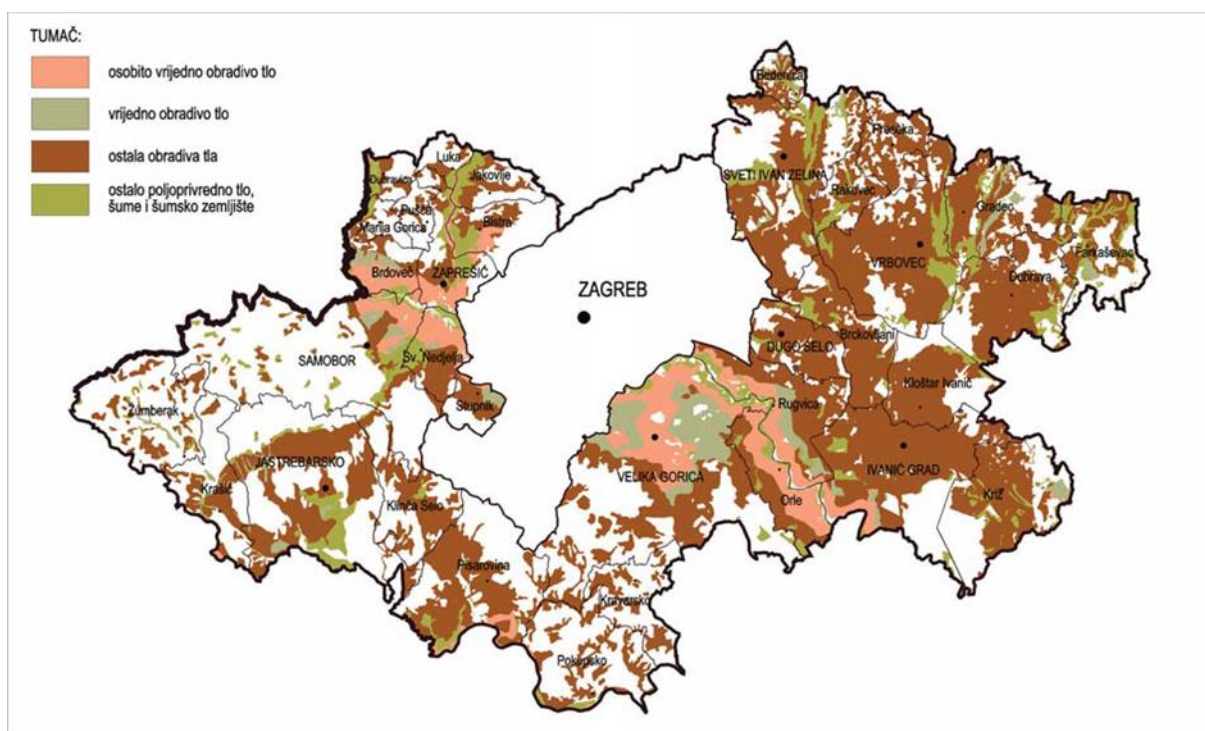 TUMAČ:
osobito vrijedno obradivo tlo
vrijedno obradivo tlo
ostala obradiva tla
ostalo poljoprivredno tlo,
šume i šumsko zemljište
Bedenica
Preseka
Luka
Jakovlje
SVETI IVAN ZELINA
Dubravica
Rakovec
Pušća
Gradec
Marija Gorica
Bistra
Farkaševac
VRBOVEC
Brdovec
ZAPREŠIĆ
Dubrava
ZAGREB
DUGO SELO
Brckovljani
SAMOBOR
Sv. Nedjelja
Kloštar Ivanić
Stupnik
Rugvica
Žumberak
JASTREBARSKO
VELIKA GORICA
IVANIĆ GRAD
Krašić
Klinča Selo
Orle
Križ
Pisarovina
Kravarsko
Pokupsko